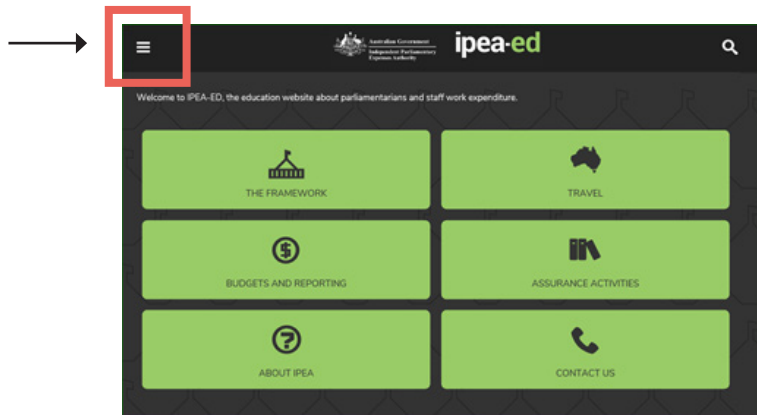 Australian Government
Independent Parliamentary
Expenses Authority
ipea-ed
Welcome to IPEA-ED, the education website about parliamentarians and staff work expenditure.
THE FRAMEWORK
TRAVEL
BUDGETS AND REPORTING
ASSURANCE ACTIVITIES
ABOUT IPEA
CONTACT US